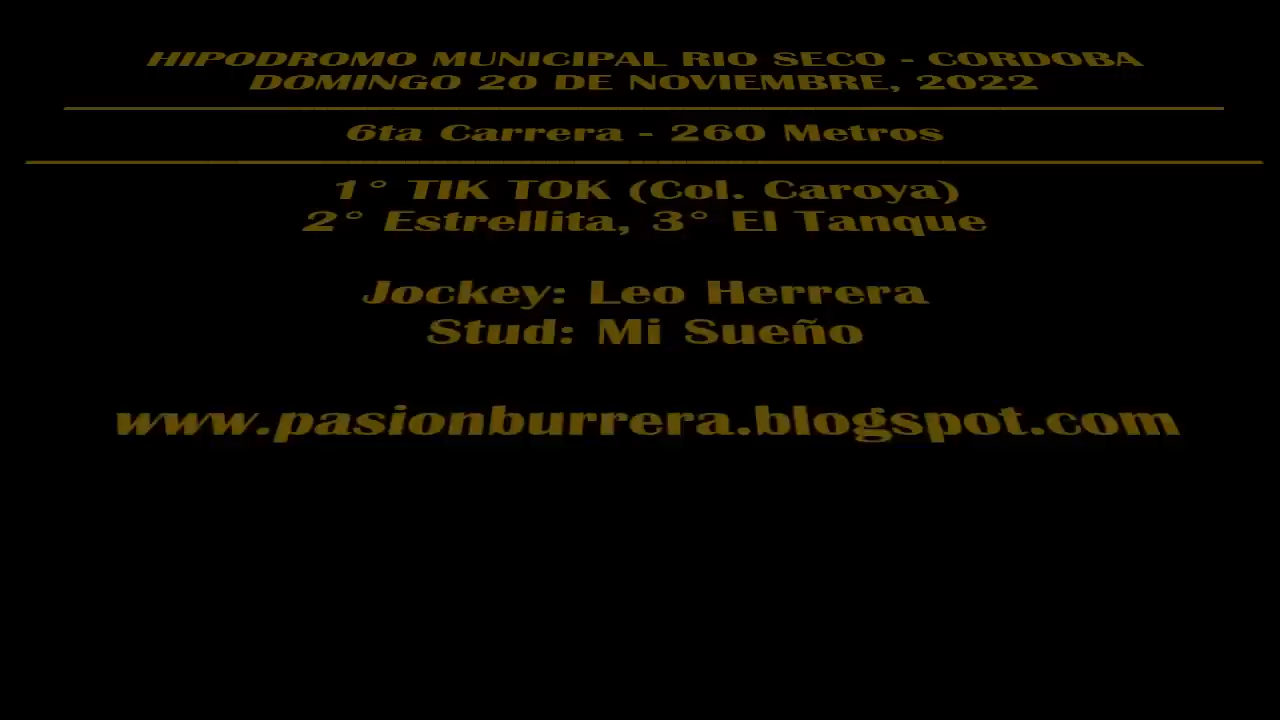 HIPODROMO MUNICIPAL RIO SECO - CORDOBA
DOMINGO 20 DE NOVIEMBRE, 2022
6ta Carrera - 260 Metros
1° TIK TOK (Col. Caroya)
2° Estrellita, 3° El Tanque
Jockey: Leo Herrera
Stud: Mi Sueño
www.pasionburrera.blogspot.com